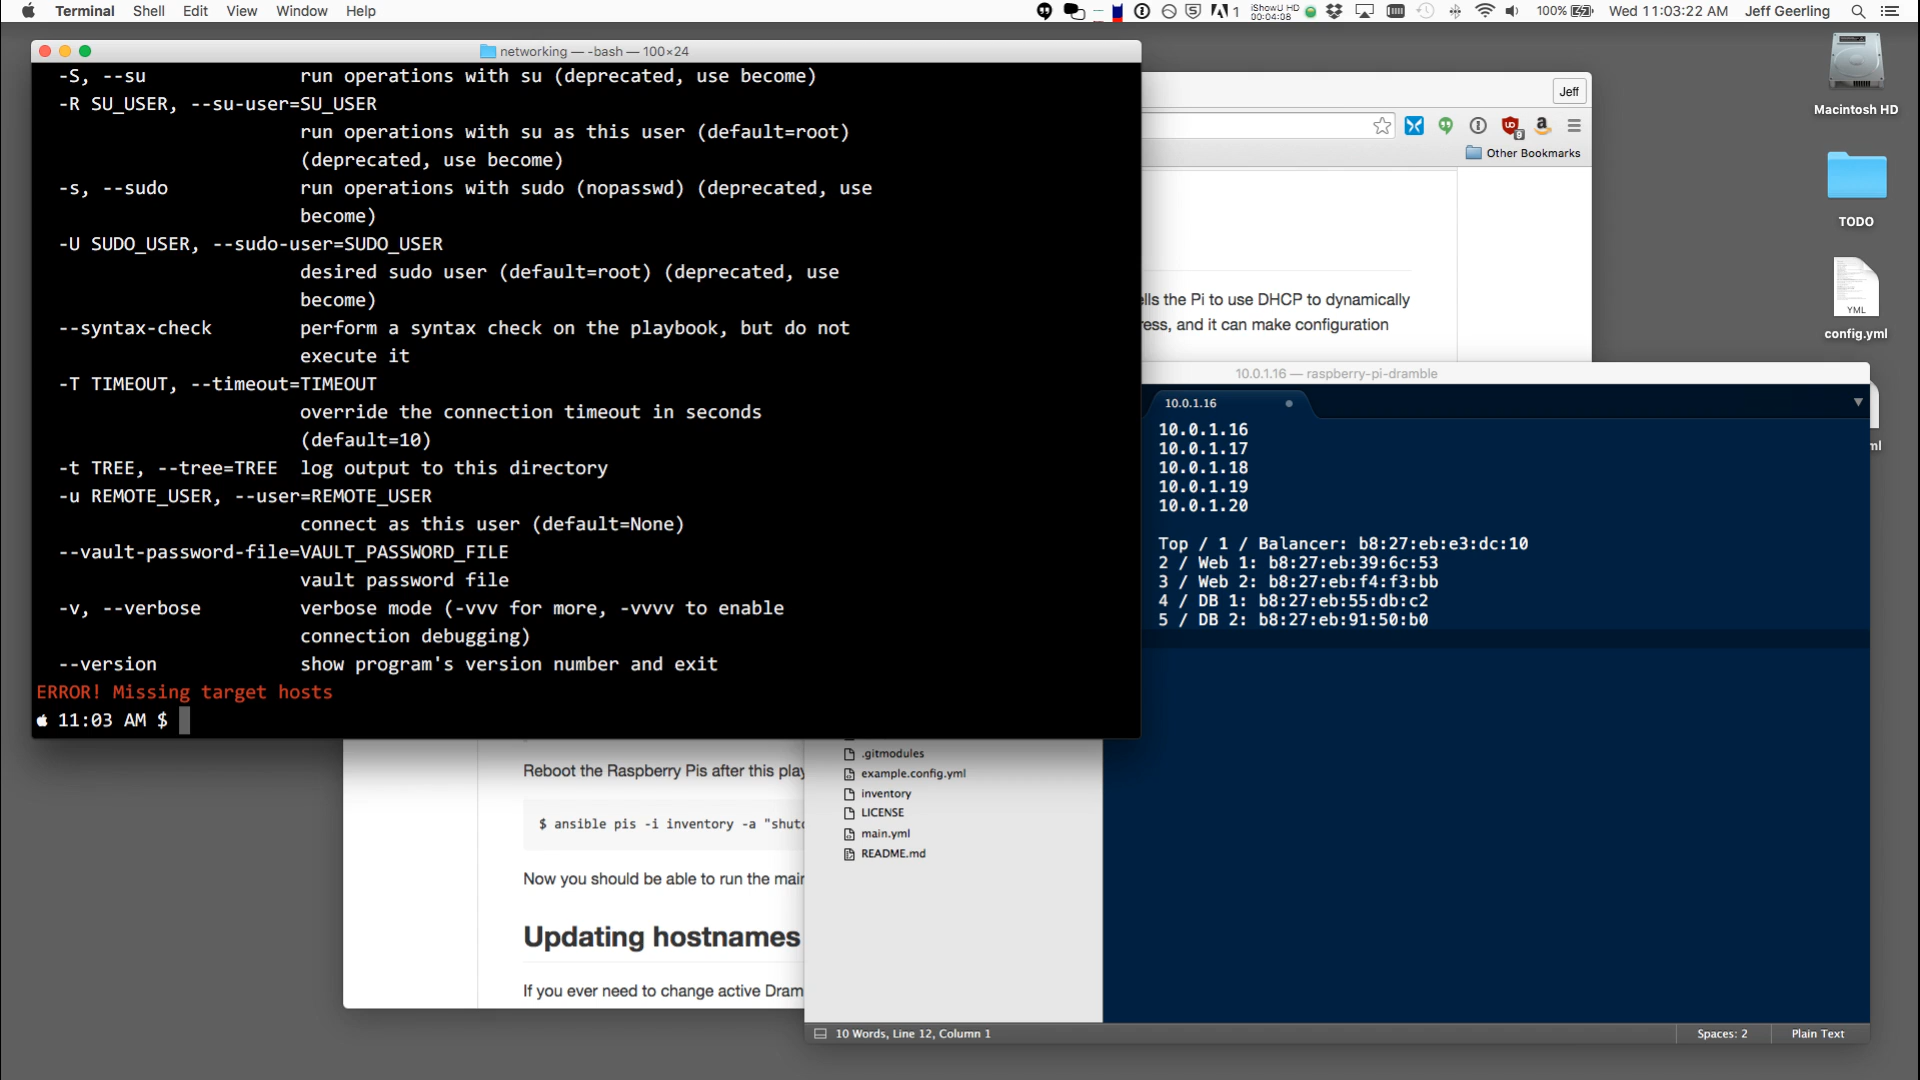 Terminal Shell Edit View Window Help
1 iShowU HD 00:04:08 100% Wed 11:03:22 AM Jeff Geerling
networking — -bash — 100×24
-S, --su run operations with su (deprecated, use become)
-R SU_USER, --su-user=SU_USER
run operations with su as this user (default=root)
(deprecated, use become)
-s, --sudo run operations with sudo (nopasswd) (deprecated, use
become)
-U SUDO_USER, --sudo-user=SUDO_USER
desired sudo user (default=root) (deprecated, use
become)
--syntax-check perform a syntax check on the playbook, but do not
execute it
-T TIMEOUT, --timeout=TIMEOUT
override the connection timeout in seconds
(default=10)
-t TREE, --tree=TREE log output to this directory
-u REMOTE_USER, --user=REMOTE_USER
connect as this user (default=None)
--vault-password-file=VAULT_PASSWORD_FILE
vault password file
-v, --verbose verbose mode (-vvv for more, -vvvv to enable
connection debugging)
--version show program's version number and exit
ERROR! Missing target hosts
11:03 AM $
Jeff
9
Other Bookmarks
ells the Pi to use DHCP to dynamically
ress, and it can make configuration
10.0.1.16 — raspberry-pi-dramble
10.0.1.16
10.0.1.16
10.0.1.17
10.0.1.18
10.0.1.19
10.0.1.20
Top / 1 / Balancer: b8:27:eb:e3:dc:10
2 / Web 1: b8:27:eb:39:6c:53
3 / Web 2: b8:27:eb:f4:f3:bb
4 / DB 1: b8:27:eb:55:db:c2
5 / DB 2: b8:27:eb:91:50:b0
Reboot the Raspberry Pis after this play
$ ansible pis -i inventory -a "shutd
Now you should be able to run the main
Updating hostnames
If you ever need to change active Dram
.gitmodules
example.config.yml
inventory
LICENSE
main.yml
README.md
10 Words, Line 12, Column 1
Spaces: 2
Plain Text
Macintosh HD
TODO
YML
config.yml
ml